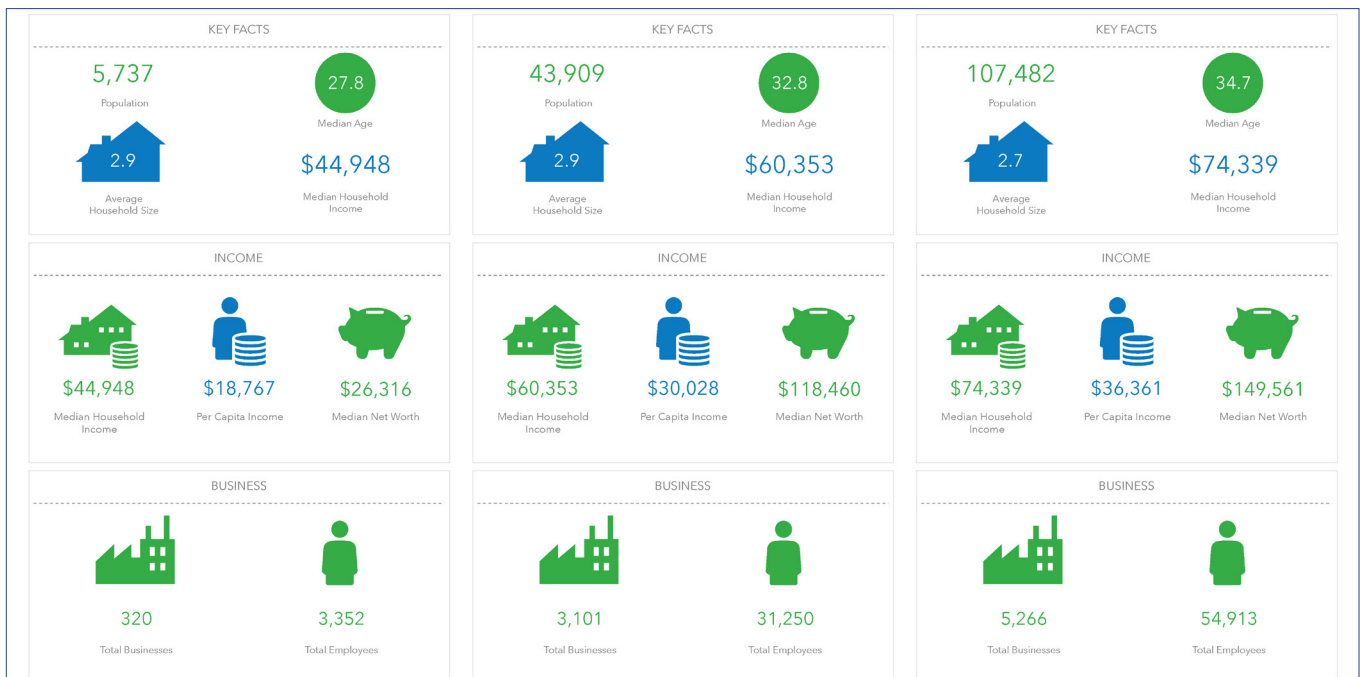 KEY FACTS
5,737
Population
27.8
Median Age
2.9
Average
Household Size
$44,948
Median Household
Income
KEY FACTS
43,909
Population
32.8
Median Age
2.9
Average
Household Size
$60,353
Median Household
Income
KEY FACTS
107,482
Population
34.7
Median Age
2.7
Average
Household Size
$74,339
Median Household
Income
INCOME
$44,948
Median Household
Income
$18,767
Per Capita Income
$26,316
Median Net Worth
INCOME
$60,353
Median Household
Income
$30,028
Per Capita Income
$118,460
Median Net Worth
INCOME
$74,339
Median Household
Income
$36,361
Per Capita Income
$149,561
Median Net Worth
BUSINESS
320
Total Businesses
3,352
Total Employees
BUSINESS
3,101
Total Businesses
31,250
Total Employees
BUSINESS
5,266
Total Businesses
54,913
Total Employees